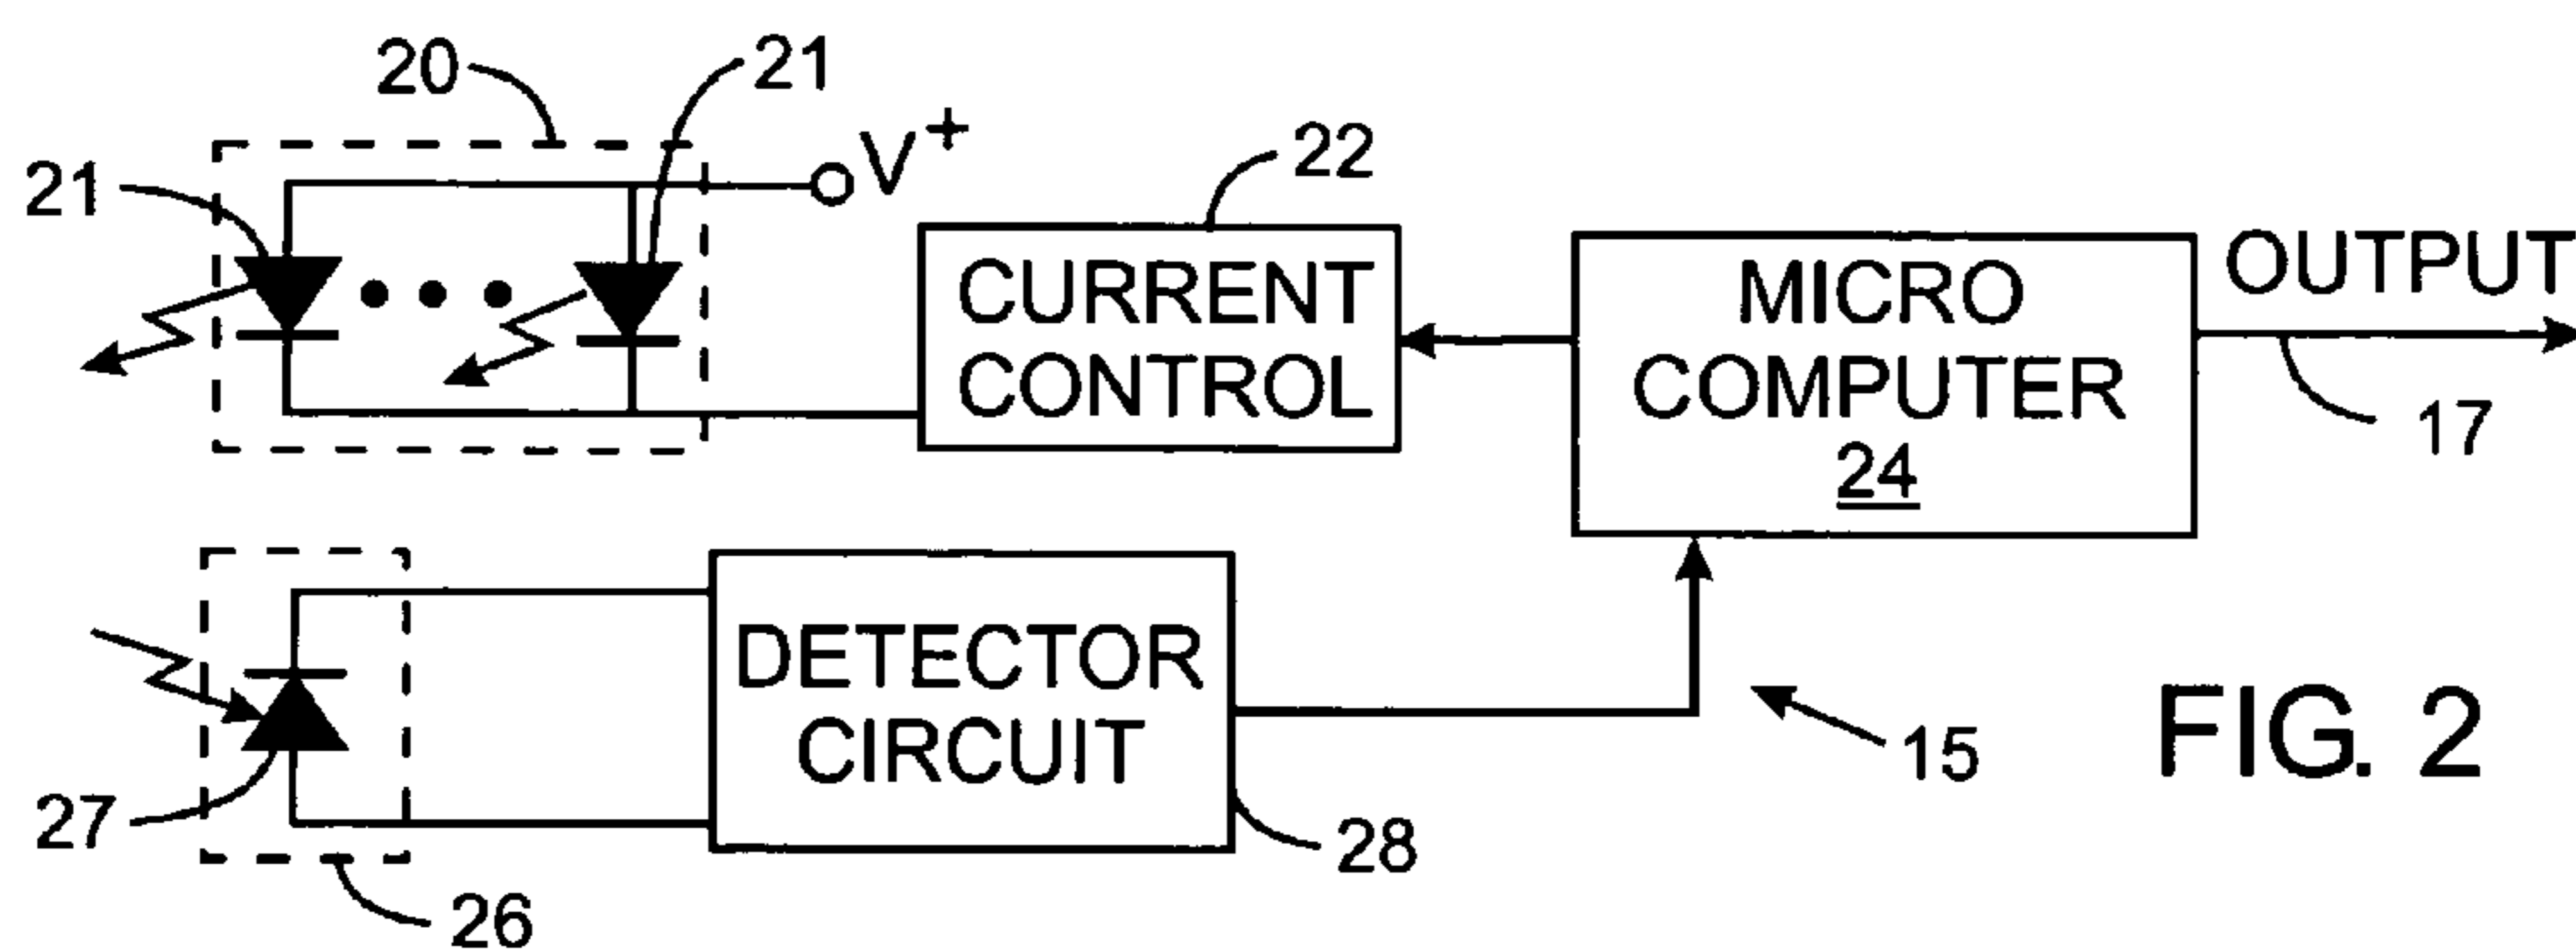 20
21
V+
21
22
CURRENT
CONTROL
MICRO
COMPUTER
24
OUTPUT
17
DETECTOR
CIRCUIT
27
26
28
15
FIG. 2